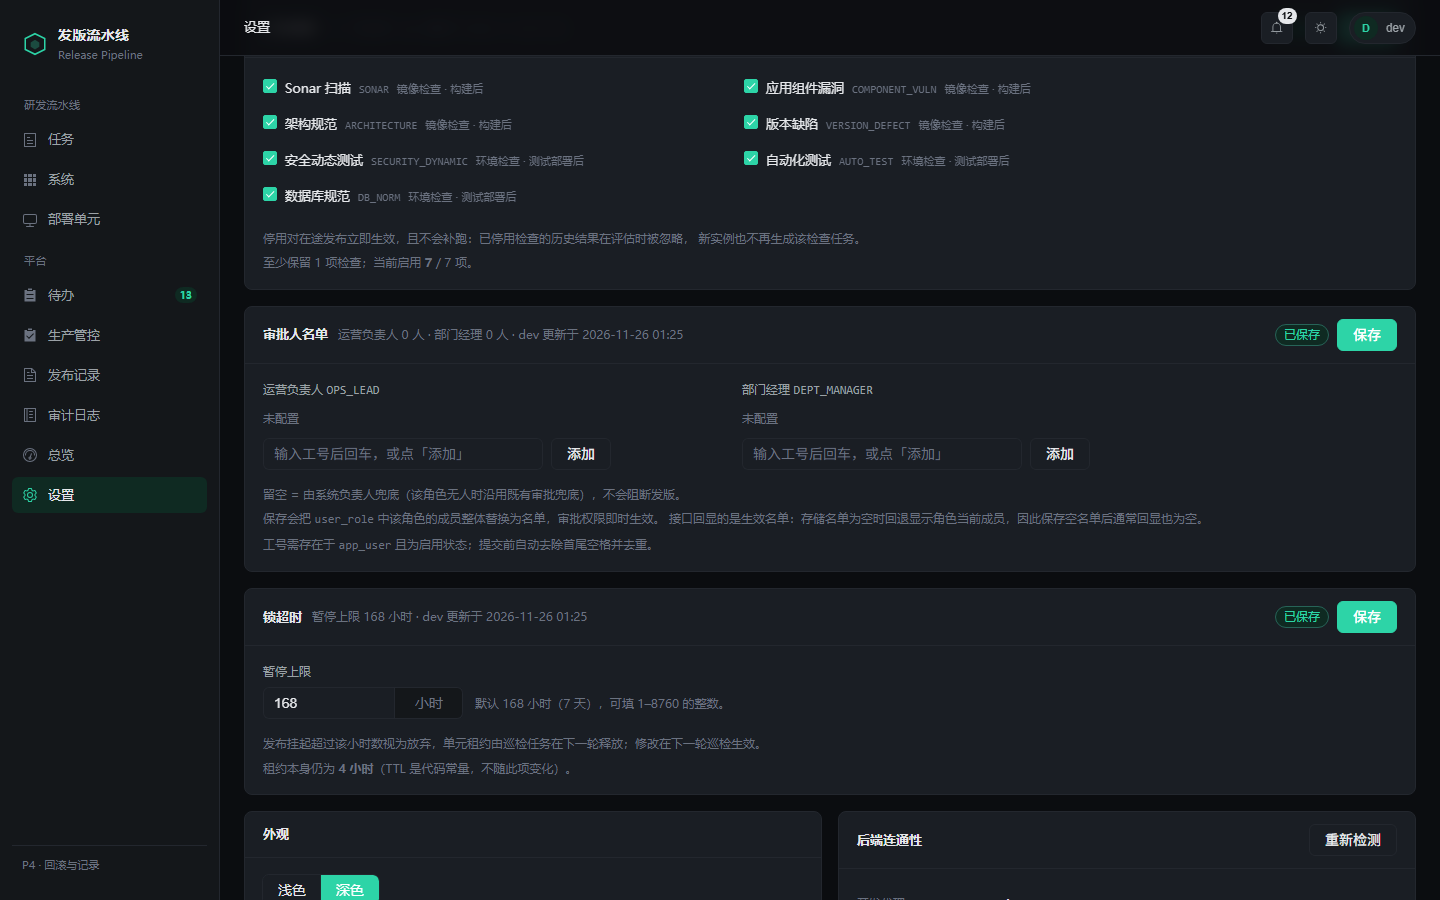 发版流水线
Release Pipeline
研发流水线
任务
系统
部署单元
平台
待办 13
生产管控
发布记录
审计日志
总览
设置
P4 · 回滚与记录
设置
12
D dev
Sonar 扫描 SONAR 镜像检查 · 构建后
应用组件漏洞 COMPONENT_VULN 镜像检查 · 构建后
架构规范 ARCHITECTURE 镜像检查 · 构建后
版本缺陷 VERSION_DEFECT 镜像检查 · 构建后
安全动态测试 SECURITY_DYNAMIC 环境检查 · 测试部署后
自动化测试 AUTO_TEST 环境检查 · 测试部署后
数据库规范 DB_NORM 环境检查 · 测试部署后
停用对在途发布立即生效，且不会补跑：已停用检查的历史结果在评估时被忽略， 新实例也不再生成该检查任务。
至少保留 1 项检查；当前启用 7 / 7 项。
审批人名单 运营负责人 0 人 · 部门经理 0 人 · dev 更新于 2026-11-26 01:25
已保存 保存
运营负责人 OPS_LEAD
部门经理 DEPT_MANAGER
未配置
未配置
输入工号后回车，或点「添加」 添加
输入工号后回车，或点「添加」 添加
留空 = 由系统负责人兜底（该角色无人时沿用既有审批兜底），不会阻断发版。
保存会把 user_role 中该角色的成员整体替换为名单，审批权限即时生效。 接口回显的是生效名单：存储名单为空时回退显示角色当前成员，因此保存空名单后通常回显也为空。
工号需存在于 app_user 且为启用状态；提交前自动去除首尾空格并去重。
锁超时 暂停上限 168 小时 · dev 更新于 2026-11-26 01:25
已保存 保存
暂停上限
168 小时 默认 168 小时（7 天），可填 1–8760 的整数。
发布挂起超过该小时数视为放弃，单元租约由巡检任务在下一轮释放；修改在下一轮巡检生效。
租约本身仍为 4 小时（TTL 是代码常量，不随此项变化）。
外观
浅色 深色
后端连通性 重新检测